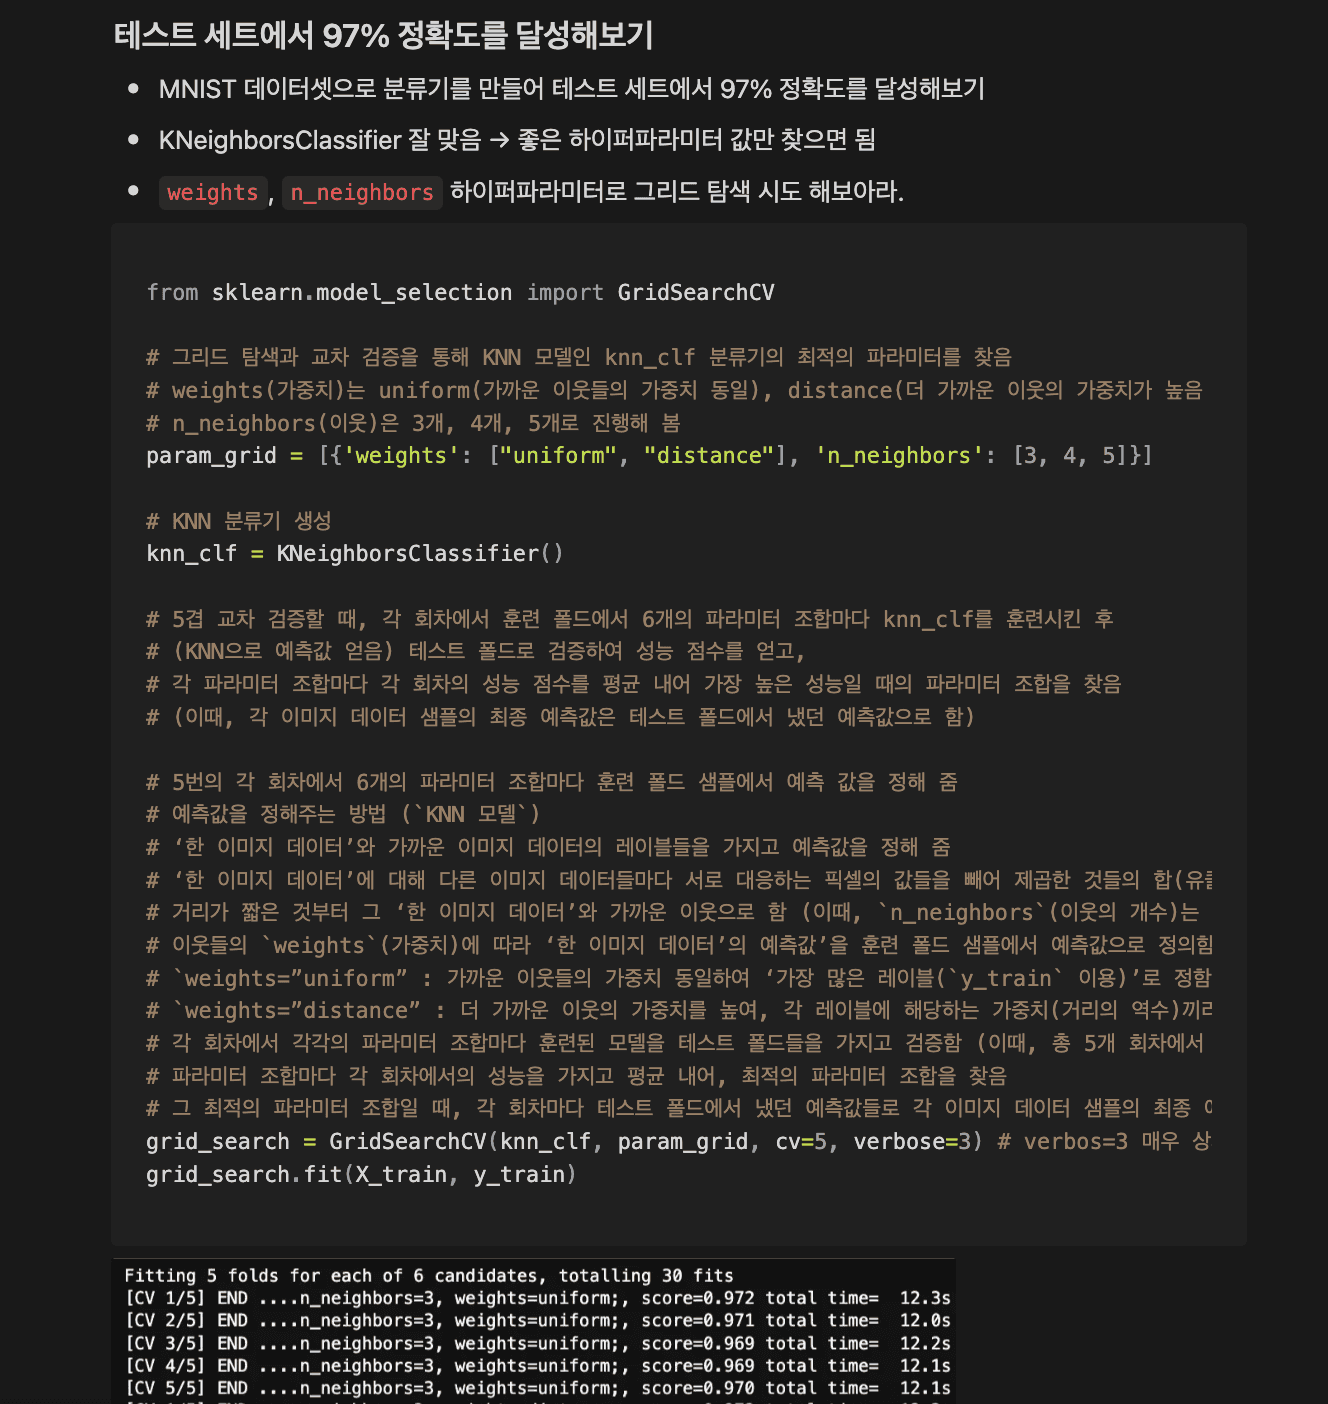 테스트 세트에서 97% 정확도를 달성해보기
• MNIST 데이터셋으로 분류기를 만들어 테스트 세트에서 97% 정확도를 달성해보기
• KNeighborsClassifier 잘 맞음 → 좋은 하이퍼파라미터 값만 찾으면 됨
• weights , n_neighbors 하이퍼파라미터로 그리드 탐색 시도 해보아라.
from sklearn.model_selection import GridSearchCV
# 그리드 탐색과 교차 검증을 통해 KNN 모델인 knn_clf 분류기의 최적의 파라미터를 찾음
# weights(가중치)는 uniform(가까운 이웃들의 가중치 동일), distance(더 가까운 이웃의 가중치가 높음
# n_neighbors(이웃)은 3개, 4개, 5개로 진행해 봄
param_grid = [{'weights': ["uniform", "distance"], 'n_neighbors': [3, 4, 5]}]
# KNN 분류기 생성
knn_clf = KNeighborsClassifier()
# 5겹 교차 검증할 때, 각 회차에서 훈련 폴드에서 6개의 파라미터 조합마다 knn_clf를 훈련시킨 후
# (KNN으로 예측값 얻음) 테스트 폴드로 검증하여 성능 점수를 얻고,
# 각 파라미터 조합마다 각 회차의 성능 점수를 평균 내어 가장 높은 성능일 때의 파라미터 조합을 찾음
# (이때, 각 이미지 데이터 샘플의 최종 예측값은 테스트 폴드에서 냈던 예측값으로 함)
# 5번의 각 회차에서 6개의 파라미터 조합마다 훈련 폴드 샘플에서 예측 값을 정해 줌
# 예측값을 정해주는 방법 (`KNN 모델`)
# ‘한 이미지 데이터’와 가까운 이미지 데이터의 레이블들을 가지고 예측값을 정해 줌
# ‘한 이미지 데이터’에 대해 다른 이미지 데이터들마다 서로 대응하는 픽셀의 값들을 빼어 제곱한 것들의 합(유클
# 거리가 짧은 것부터 그 ‘한 이미지 데이터’와 가까운 이웃으로 함 (이때, `n_neighbors`(이웃의 개수)는
# 이웃들의 `weights`(가중치)에 따라 ‘한 이미지 데이터’의 예측값’을 훈련 폴드 샘플에서 예측값으로 정의함
# `weights=”uniform” : 가까운 이웃들의 가중치 동일하여 ‘가장 많은 레이블(`y_train` 이용)’로 정함
# `weights=”distance” : 더 가까운 이웃의 가중치를 높여, 각 레이블에 해당하는 가중치(거리의 역수)끼리
# 각 회차에서 각각의 파라미터 조합마다 훈련된 모델을 테스트 폴드들을 가지고 검증함 (이때, 총 5개 회차에서
# 파라미터 조합마다 각 회차에서의 성능을 가지고 평균 내어, 최적의 파라미터 조합을 찾음
# 그 최적의 파라미터 조합일 때, 각 회차마다 테스트 폴드에서 냈던 예측값들로 각 이미지 데이터 샘플의 최종
grid_search = GridSearchCV(knn_clf, param_grid, cv=5, verbose=3) # verbos=3 매우 상
grid_search.fit(X_train, y_train)
Fitting 5 folds for each of 6 candidates, totalling 30 fits
[CV 1/5] END ....n_neighbors=3, weights=uniform;, score=0.972 total time=  12.3s
[CV 2/5] END ....n_neighbors=3, weights=uniform;, score=0.971 total time=  12.0s
[CV 3/5] END ....n_neighbors=3, weights=uniform;, score=0.969 total time=  12.2s
[CV 4/5] END ....n_neighbors=3, weights=uniform;, score=0.969 total time=  12.1s
[CV 5/5] END ....n_neighbors=3, weights=uniform;, score=0.970 total time=  12.1s